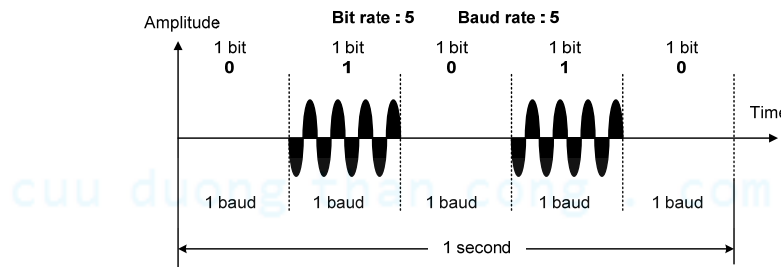 Bit rate : 5 Baud rate : 5
Amplitude
1 bit 1 bit 1 bit 1 bit 1 bit
0 1 0 1 0
Time
cuu duong than cong . com
1 baud 1 baud 1 baud 1 baud 1 baud
1 second